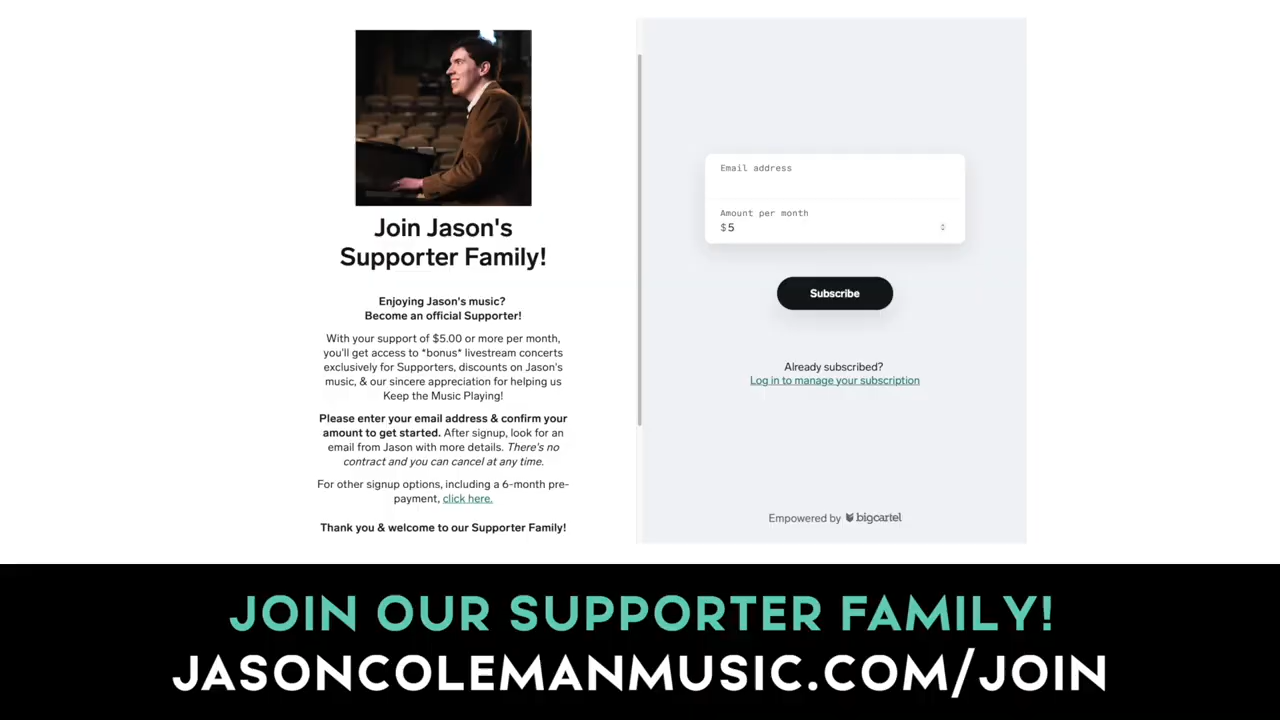 Join Jason's
Supporter Family!
Enjoying Jason's music?
Become an official Supporter!
With your support of $5.00 or more per month,
you'll get access to *bonus* livestream concerts
exclusively for Supporters, discounts on Jason's
music, & our sincere appreciation for helping us
Keep the Music Playing!
Please enter your email address & confirm your
amount to get started. After signup, look for an
email from Jason with more details. There's no
contract and you can cancel at any time.
For other signup options, including a 6-month pre-
payment, click here.
Thank you & welcome to our Supporter Family!
Email address
Amount per month
$5
Subscribe
Already subscribed?
Log in to manage your subscription
Empowered by bigcartel
JOIN OUR SUPPORTER FAMILY!
JASONCOLEMANMUSIC.COM/JOIN